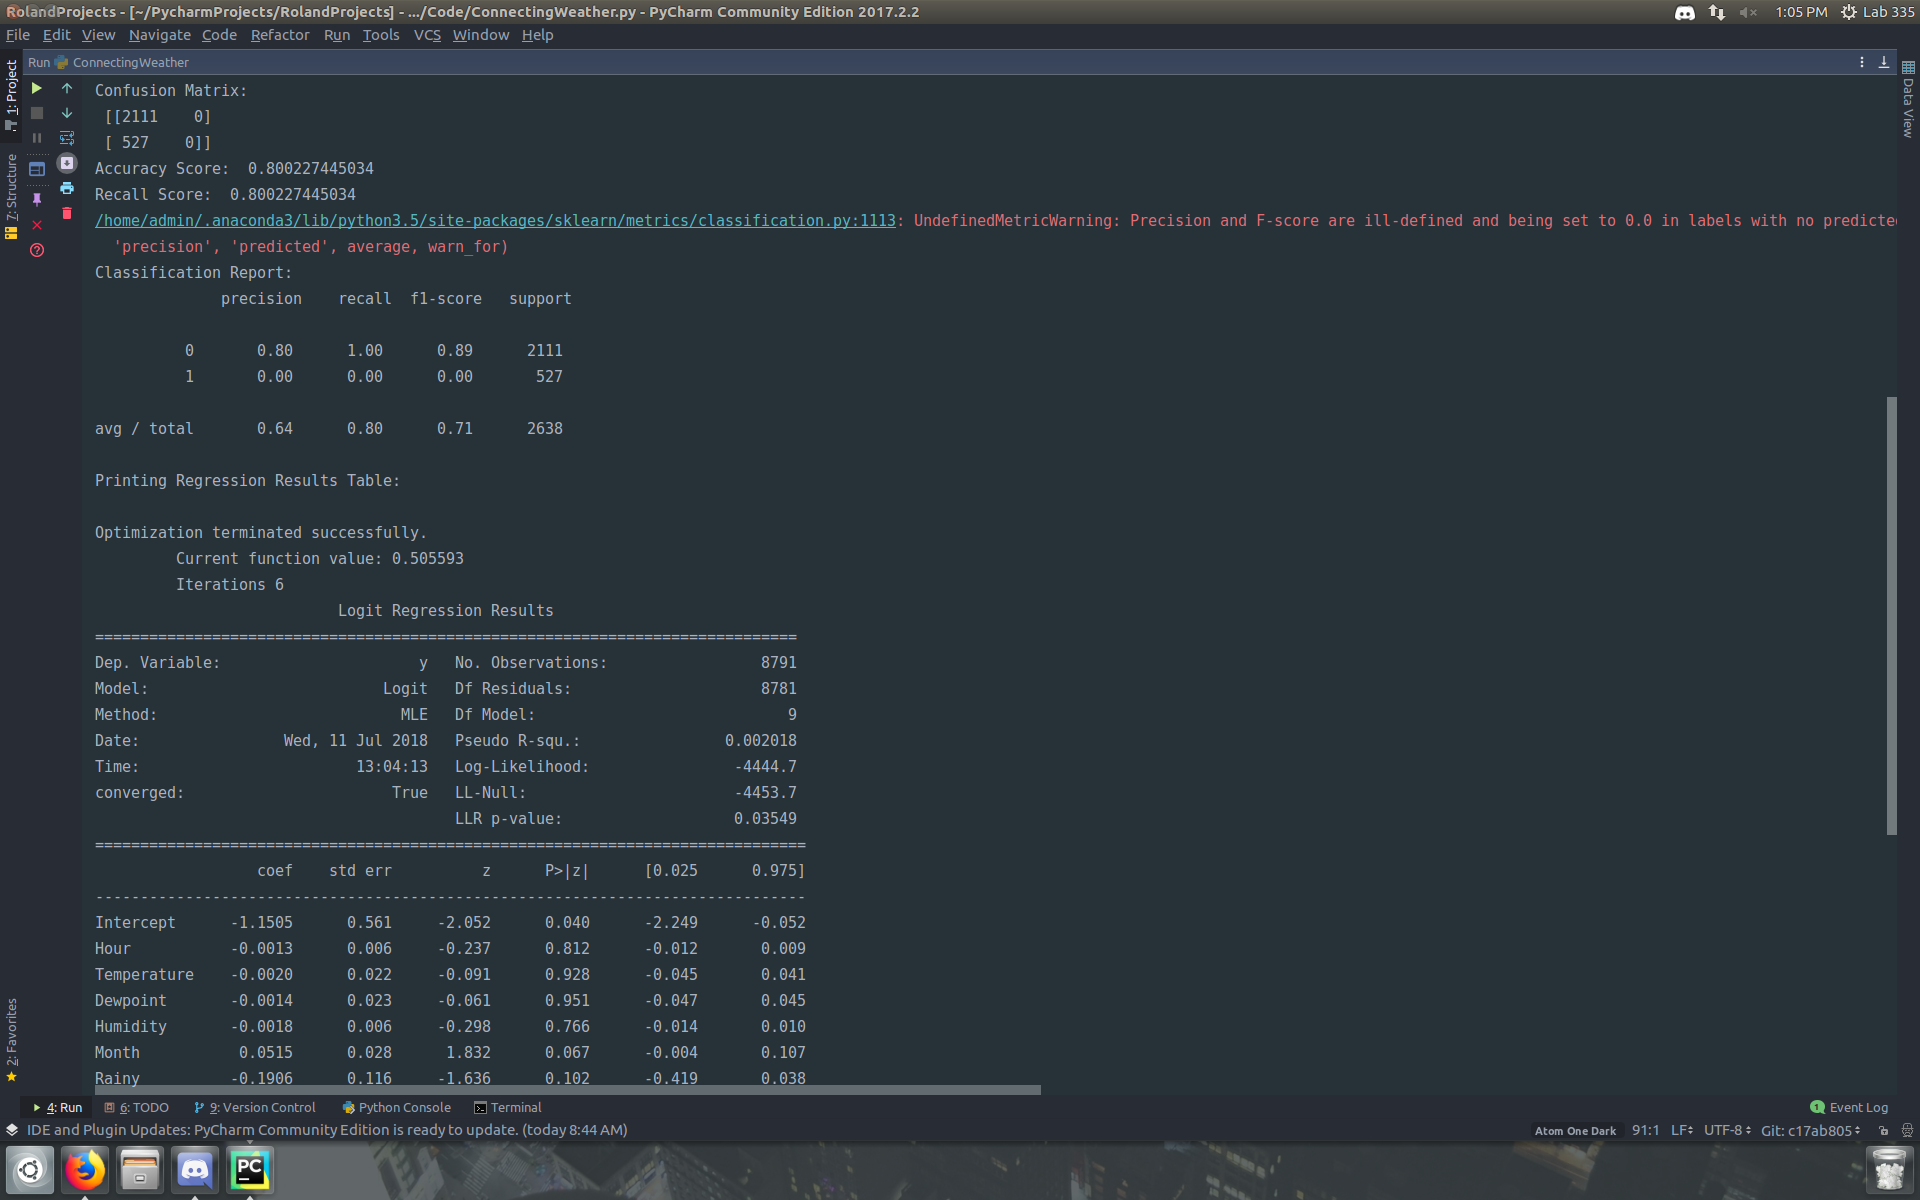 RolandProjects - [~/PycharmProjects/RolandProjects] - .../Code/ConnectingWeather.py - PyCharm Community Edition 2017.2.2
1:05 PM Lab 335
File Edit View Navigate Code Refactor Run Tools VCS Window Help
Run ConnectingWeather
1: Project
7: Structure
2: Favorites
Data View
Confusion Matrix:
[[2111 0]
[ 527 0]]
Accuracy Score: 0.800227445034
Recall Score: 0.800227445034
/home/admin/.anaconda3/lib/python3.5/site-packages/sklearn/metrics/classification.py:1113: UndefinedMetricWarning: Precision and F-score are ill-defined and being set to 0.0 in labels with no predicte
'precision', 'predicted', average, warn_for)
Classification Report:
precision recall f1-score support
0 0.80 1.00 0.89 2111
1 0.00 0.00 0.00 527
avg / total 0.64 0.80 0.71 2638
Printing Regression Results Table:
Optimization terminated successfully.
Current function value: 0.505593
Iterations 6
Logit Regression Results
==============================================================================
Dep. Variable: y No. Observations: 8791
Model: Logit Df Residuals: 8781
Method: MLE Df Model: 9
Date: Wed, 11 Jul 2018 Pseudo R-squ.: 0.002018
Time: 13:04:13 Log-Likelihood: -4444.7
converged: True LL-Null: -4453.7
LLR p-value: 0.03549
===============================================================================
coef std err z P>|z| [0.025 0.975]
-------------------------------------------------------------------------------
Intercept -1.1505 0.561 -2.052 0.040 -2.249 -0.052
Hour -0.0013 0.006 -0.237 0.812 -0.012 0.009
Temperature -0.0020 0.022 -0.091 0.928 -0.045 0.041
Dewpoint -0.0014 0.023 -0.061 0.951 -0.047 0.045
Humidity -0.0018 0.006 -0.298 0.766 -0.014 0.010
Month 0.0515 0.028 1.832 0.067 -0.004 0.107
Rainy -0.1906 0.116 -1.636 0.102 -0.419 0.038
4: Run 6: TODO 9: Version Control Python Console Terminal 1 Event Log
IDE and Plugin Updates: PyCharm Community Edition is ready to update. (today 8:44 AM) Atom One Dark 91:1 LF UTF-8 Git: c17ab805
PC